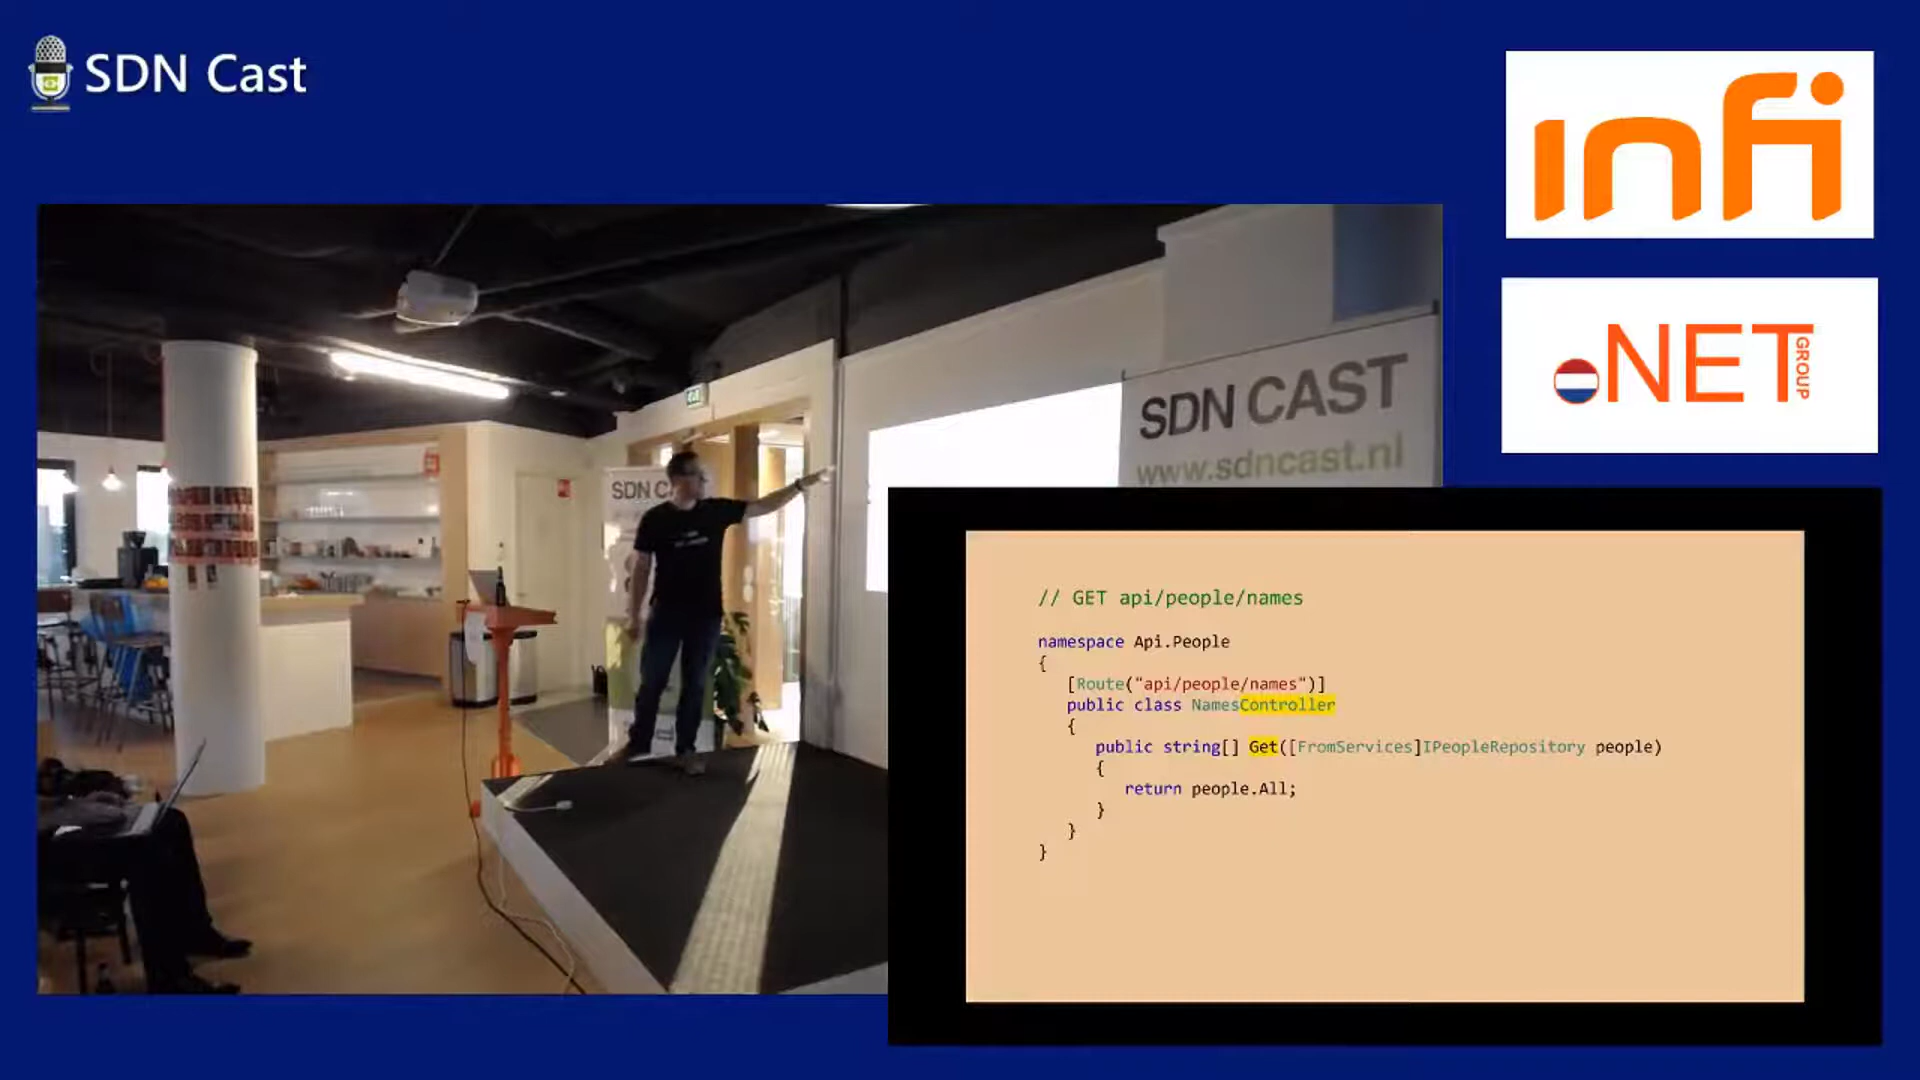 SDN Cast
infi
.NET GROUP
SDN CAST
www.sdncast.nl
SDN C
// GET api/people/names
namespace Api.People
{
[Route("api/people/names")]
public class NamesController
{
public string[] Get([FromServices]IPeopleRepository people)
{
return people.All;
}
}
}